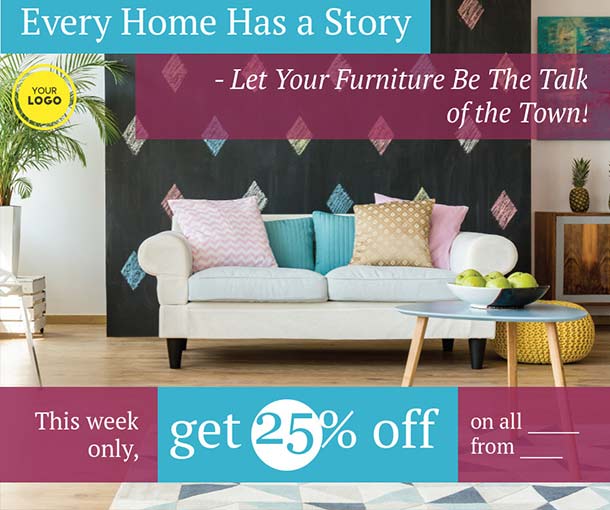 Every Home Has a Story
- Let Your Furniture Be The Talk
of the Town!
YOUR
LOGO
This week
only,
get 25% off
on all _____
from ____